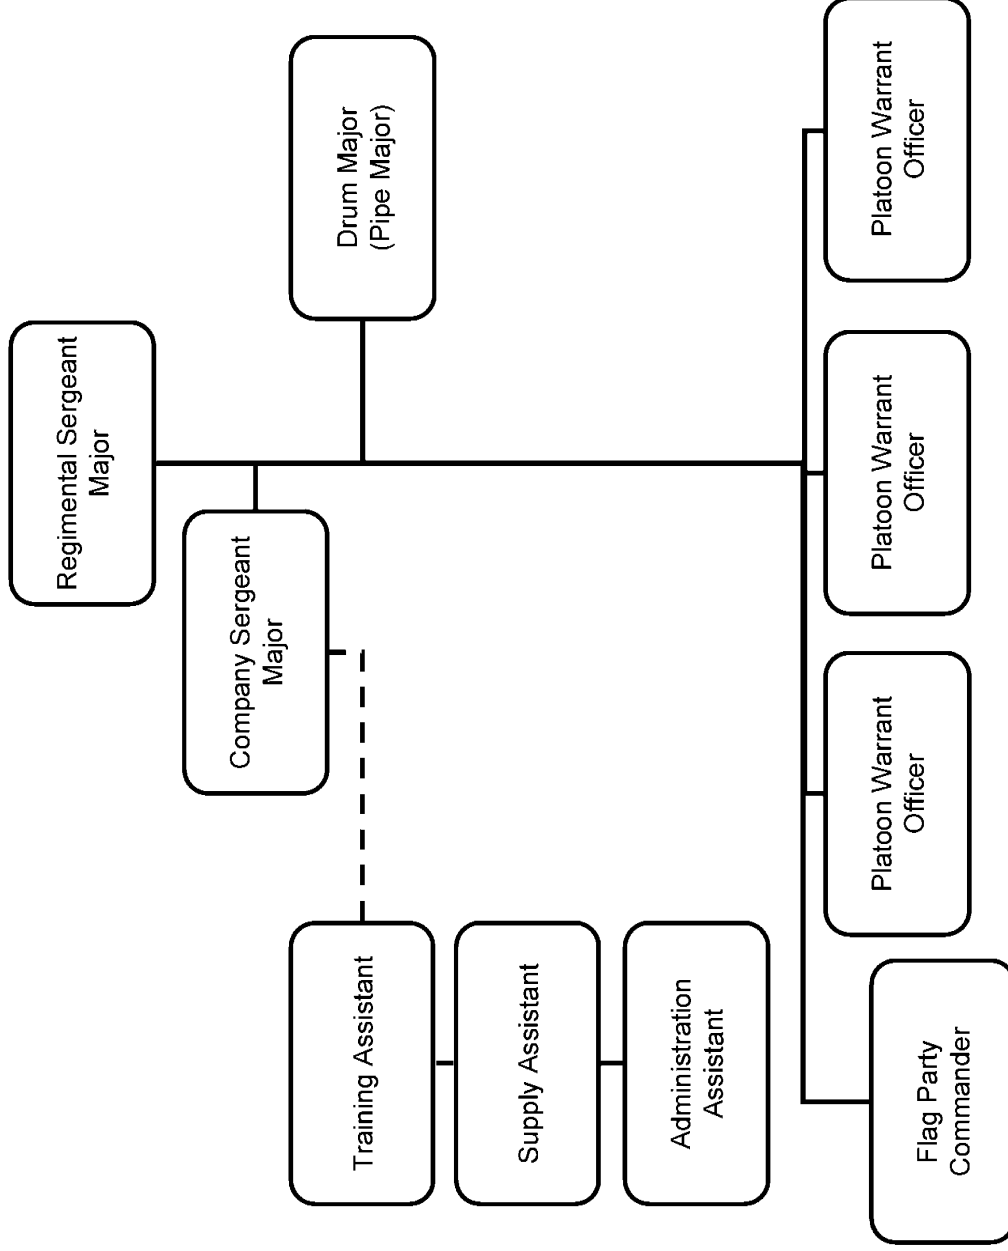 Regimental Sergeant
Major
Company Sergeant
Major
Drum Major
(Pipe Major)
Training Assistant
Supply Assistant
Administration
Assistant
Flag Party
Commander
Platoon Warrant
Officer
Platoon Warrant
Officer
Platoon Warrant
Officer